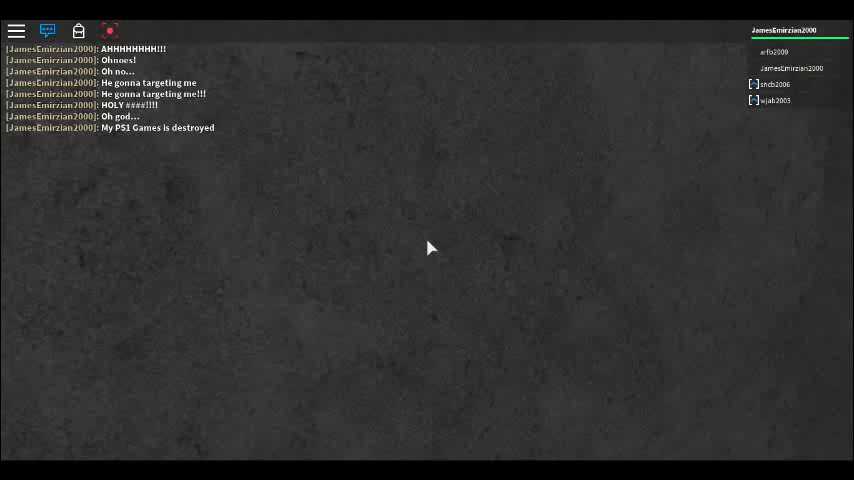 [JamesEmirzian2000]: AHHHHHHHH!!!
[JamesEmirzian2000]: Ohnoes!
[JamesEmirzian2000]: Oh no...
[JamesEmirzian2000]: He gonna targeting me
[JamesEmirzian2000]: He gonna targeting me!!!
[JamesEmirzian2000]: HOLY ####!!!!
[JamesEmirzian2000]: Oh god...
[JamesEmirzian2000]: My PS1 Games is destroyed
JamesEmirzian2000
arfb2009
JamesEmirzian2000
sncb2006
wjab2003